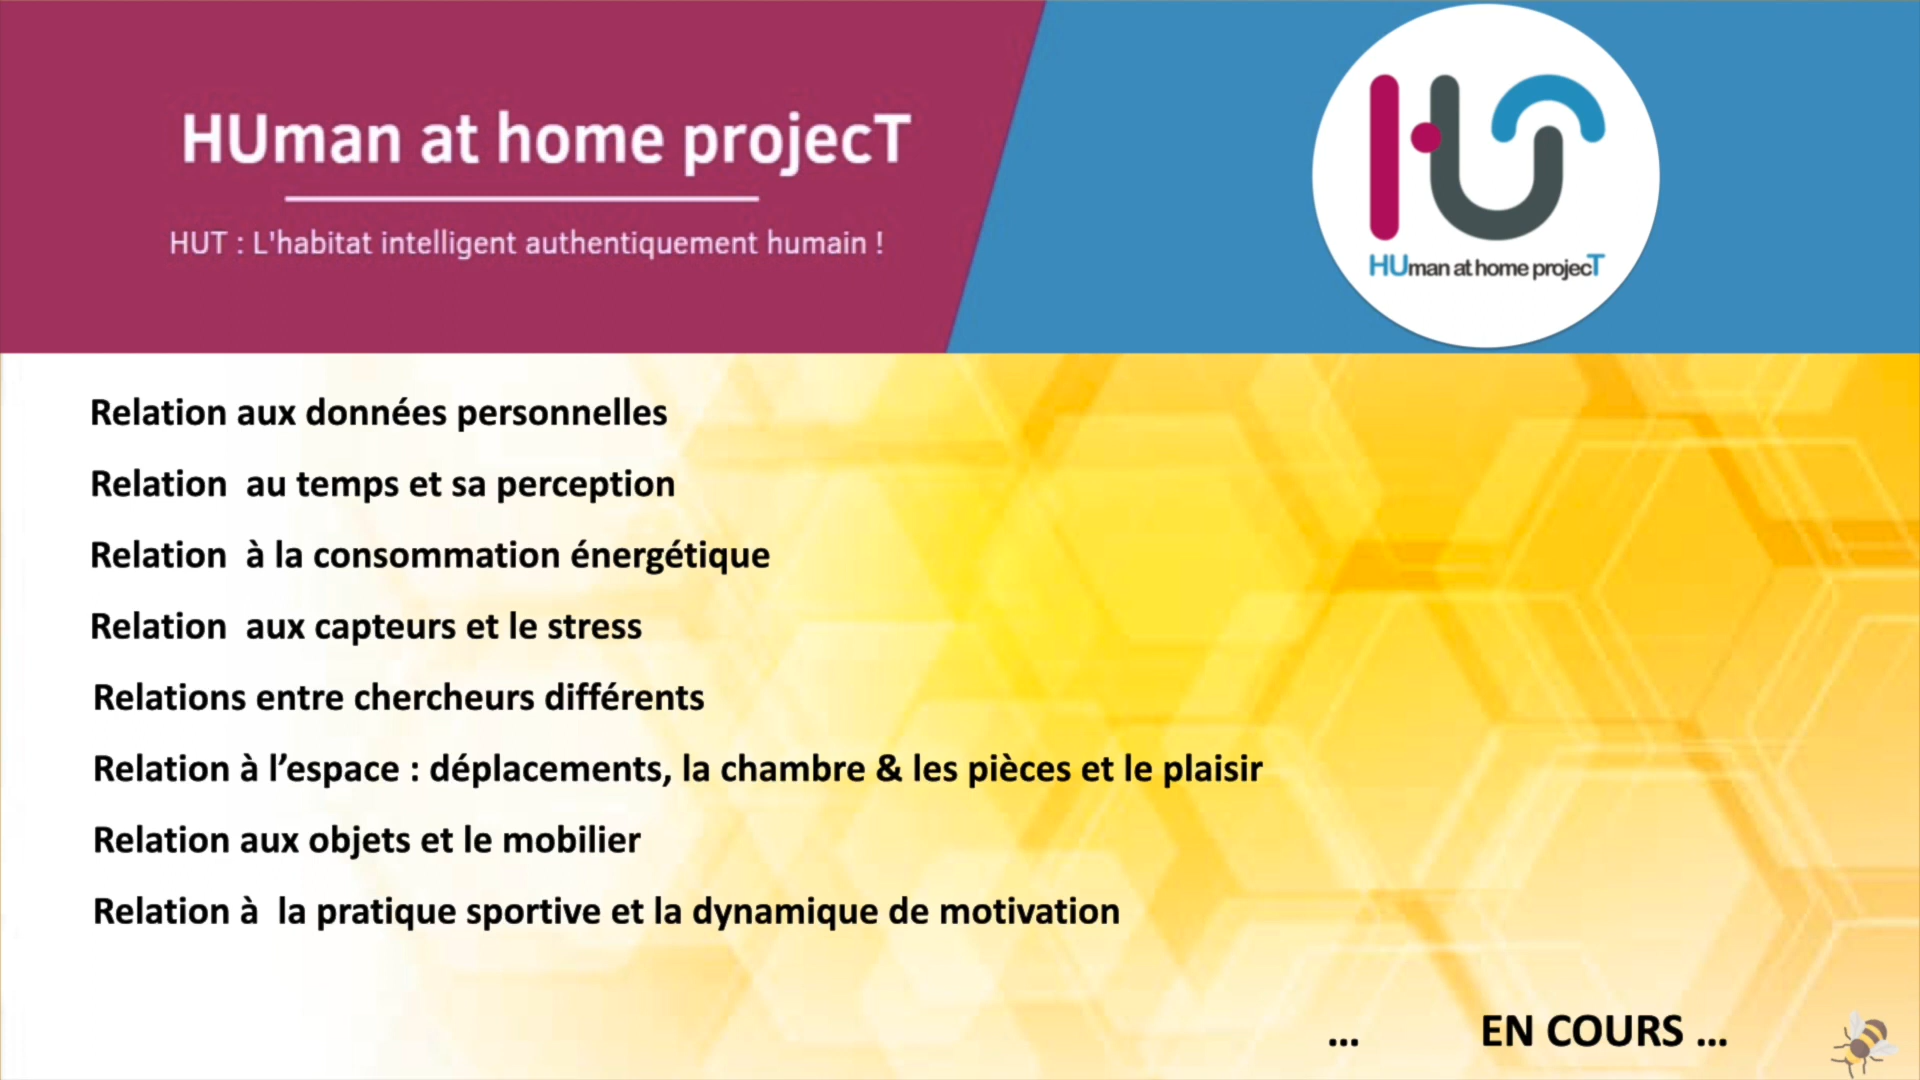 HUman at home projecT
HUT : L'habitat intelligent authentiquement humain !
HUman at home projecT
Relation aux données personnelles
Relation au temps et sa perception
Relation à la consommation énergétique
Relation aux capteurs et le stress
Relations entre chercheurs différents
Relation à l’espace : déplacements, la chambre & les pièces et le plaisir
Relation aux objets et le mobilier
Relation à la pratique sportive et la dynamique de motivation
... EN COURS ...